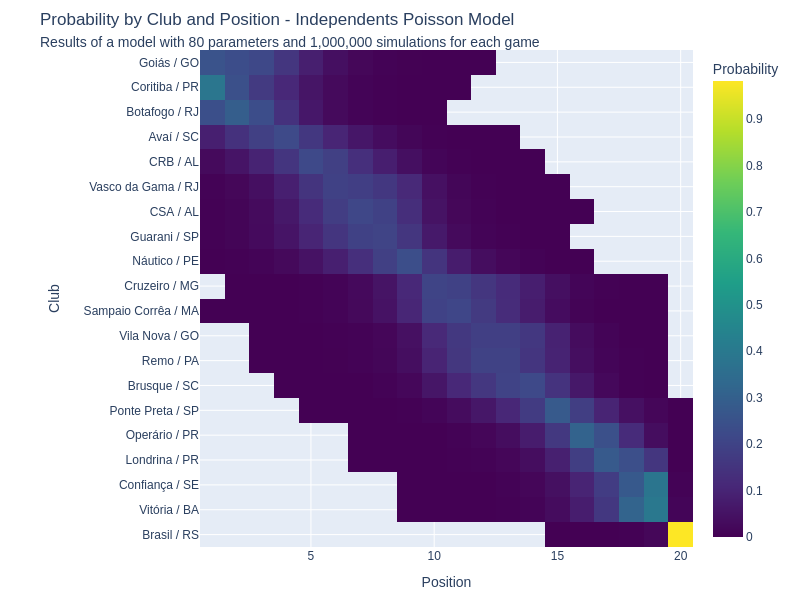 Probability by Club and Position - Independents Poisson Model
Results of a model with 80 parameters and 1,000,000 simulations for each game
Probability
Club
Goiás / GO
Coritiba / PR
Botafogo / RJ
Avaí / SC
CRB / AL
Vasco da Gama / RJ
CSA / AL
Guarani / SP
Náutico / PE
Cruzeiro / MG
Sampaio Corrêa / MA
Vila Nova / GO
Remo / PA
Brusque / SC
Ponte Preta / SP
Operário / PR
Londrina / PR
Confiança / SE
Vitória / BA
Brasil / RS
0.9
0.8
0.7
0.6
0.5
0.4
0.3
0.2
0.1
0
5 10 15 20
Position